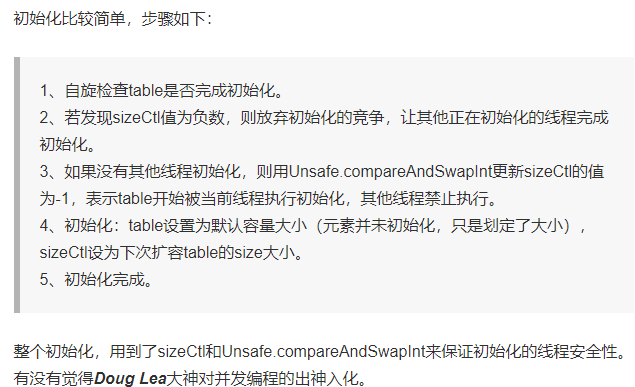 初始化比较简单，步骤如下：
1、自旋检查table是否完成初始化。
2、若发现sizeCtl值为负数，则放弃初始化的竞争，让其他正在初始化的线程完成
初始化。
3、如果没有其他线程初始化，则用Unsafe.compareAndSwapInt更新sizeCtl的值
为-1，表示table开始被当前线程执行初始化，其他线程禁止执行。
4、初始化：table设置为默认容量大小（元素并未初始化，只是划定了大小），
sizeCtl设为下次扩容table的size大小。
5、初始化完成。
整个初始化，用到了sizeCtl和Unsafe.compareAndSwapInt来保证初始化的线程安全性。
有没有觉得Doug Lea大神对并发编程的出神入化。